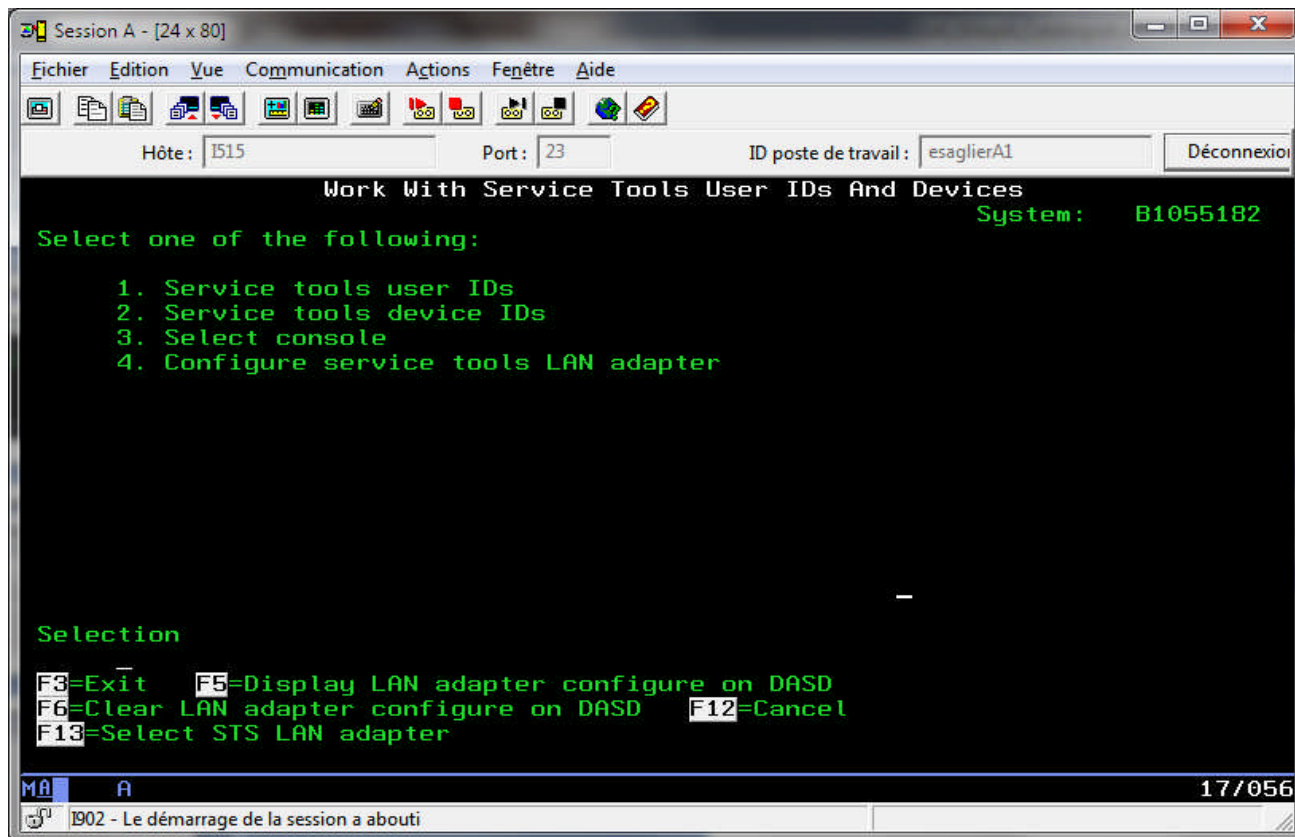 Session A - [24 x 80]
Fichier Edition Vue Communication Actions Fenêtre Aide
Hôte : I515 Port : 23 ID poste de travail : esaglierA1 Déconnexion
Work With Service Tools User IDs And Devices
System: B1055182
Select one of the following:
1. Service tools user IDs
2. Service tools device IDs
3. Select console
4. Configure service tools LAN adapter
Selection
F3=Exit F5=Display LAN adapter configure on DASD
F6=Clear LAN adapter configure on DASD F12=Cancel
F13=Select STS LAN adapter
MA A 17/056
I902 - Le démarrage de la session a abouti